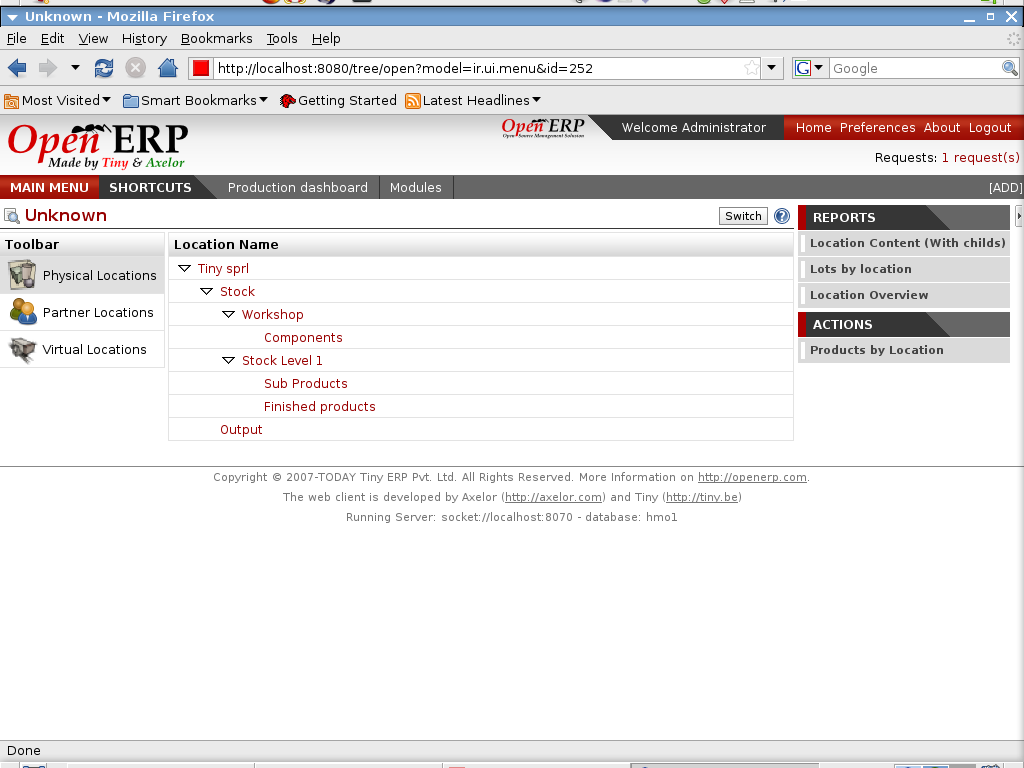 Unknown - Mozilla Firefox
File Edit View History Bookmarks Tools Help
http://localhost:8080/tree/open?model=ir.ui.menu&id=252 G Google
Most Visited Smart Bookmarks Getting Started Latest Headlines
Open ERP
Made by Tiny & Axelor
Open ERP
Open Source Management Solution
Welcome Administrator
Home Preferences About Logout
Requests: 1 request(s)
MAIN MENU SHORTCUTS Production dashboard Modules [ADD]
Unknown
Switch ?
Toolbar
Physical Locations
Partner Locations
Virtual Locations
Location Name
Tiny sprl
Stock
Workshop
Components
Stock Level 1
Sub Products
Finished products
Output
REPORTS
Location Content (With childs)
Lots by location
Location Overview
ACTIONS
Products by Location
Copyright © 2007-TODAY Tiny ERP Pvt. Ltd. All Rights Reserved. More Information on http://openerp.com.
The web client is developed by Axelor (http://axelor.com) and Tiny (http://tiny.be)
Running Server: socket://localhost:8070 - database: hmo1
Done